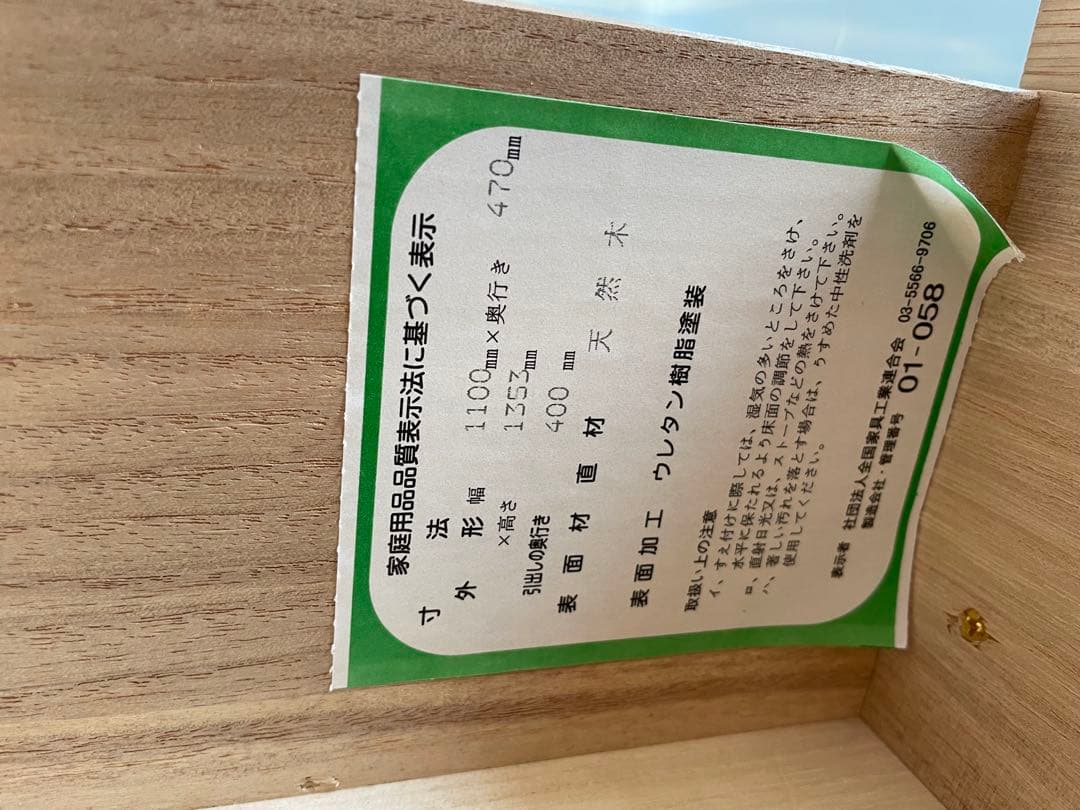 家庭用品品質表示法に基づく表示
寸法
外形 幅 1100mm×奥行き 470mm
×高さ 1353mm
引出しの奥行き 400mm
表面材 直材 天然木
表面加工 ウレタン樹脂塗装
取扱い上の注意
イ、すえ付けに際しては、湿気の多いところをさけ、
水平に保たれるよう床面の調節をして下さい。
ロ、直射日光又は、ストーブなどの熱をさけて下さい。
ハ、著しい汚れを落とす場合は、うすめた中性洗剤を
使用してください。
表示者 社団法人全国家具工業連合会 03-5566-9706
製造会社・管理番号 01-058